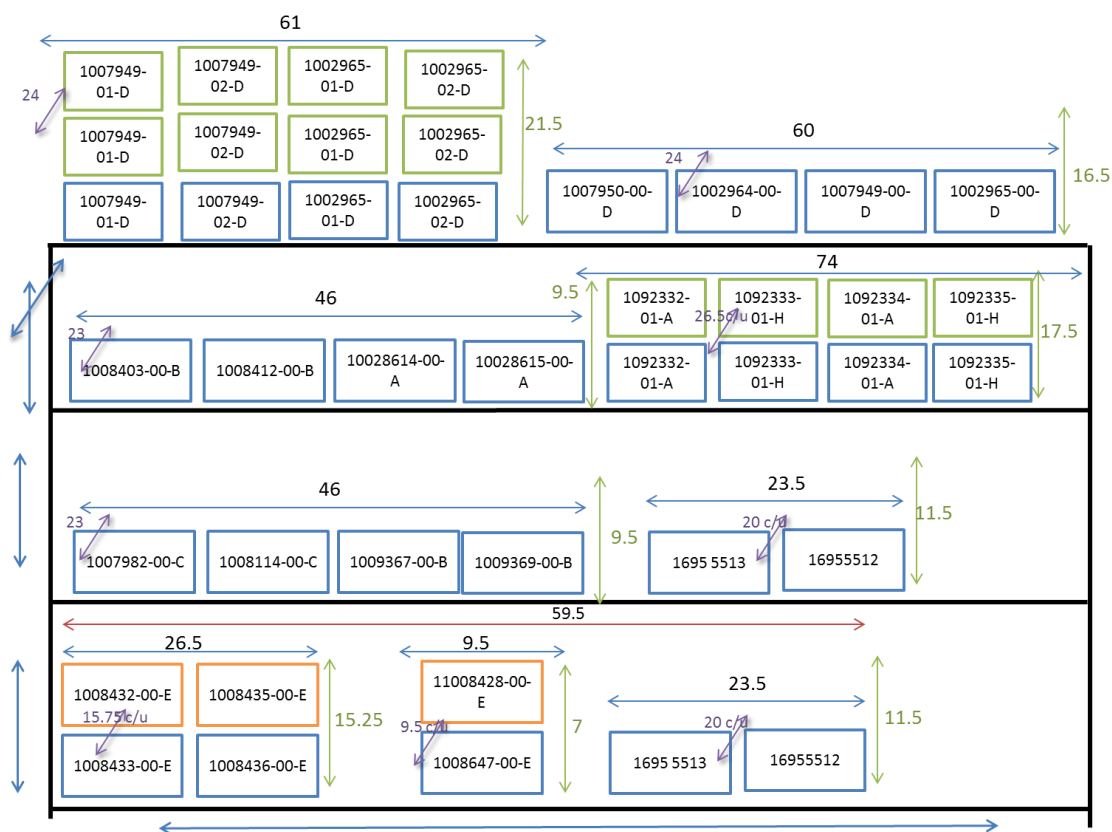 61
1007949-
01-D
1007949-
02-D
1002965-
01-D
1002965-
02-D
24
1007949-
01-D
1007949-
02-D
1002965-
01-D
1002965-
02-D
21.5
1007949-
01-D
1007949-
02-D
1002965-
01-D
1002965-
02-D
60
24
1007950-00-
D
1002964-00-
D
1007949-00-
D
1002965-00-
D
16.5
46
23
1008403-00-B
1008412-00-B
10028614-00-
A
10028615-00-
A
9.5
74
1092332-
01-A
1092333-
01-H
1092334-
01-A
1092335-
01-H
26.5c/u
1092332-
01-A
1092333-
01-H
1092334-
01-A
1092335-
01-H
17.5
46
23
1007982-00-C
1008114-00-C
1009367-00-B
1009369-00-B
9.5
23.5
20 c/u
1695 5513
16955512
11.5
59.5
26.5
1008432-00-E
1008435-00-E
15.75 c/u
1008433-00-E
1008436-00-E
15.25
9.5
11008428-00-
E
9.5 c/u
1008647-00-E
7
23.5
20 c/u
1695 5513
16955512
11.5